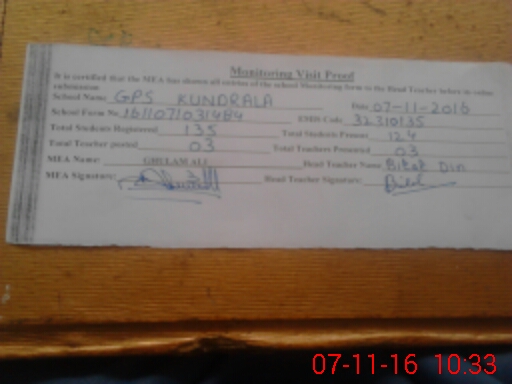 Monitoring Visit Proof
It is certified that the MEA has shown all entries of the school Monitoring form to the Head Teacher before its online
submission
School Name GPS KUNDRALA Date 07-11-2016
School Form No. 1611071031484 EMIS Code 32310135
Total Students Registered 135 Total Students Present 124
Total Teacher posted 03 Total Teachers Presented 03
MEA Name: GHULAM ALI Head Teacher Name Din
MEA Signature: Head Teacher Signature:
07-11-16 10:33